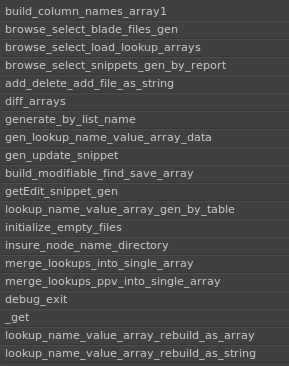 build_column_names_array1
browse_select_blade_files_gen
browse_select_load_lookup_arrays
browse_select_snippets_gen_by_report
add_delete_add_file_as_string
diff_arrays
generate_by_list_name
gen_lookup_name_value_array_data
gen_update_snippet
build_modifiable_find_save_array
getEdit_snippet_gen
lookup_name_value_array_gen_by_table
initialize_empty_files
insure_node_name_directory
merge_lookups_into_single_array
merge_lookups_ppv_into_single_array
debug_exit
_get
lookup_name_value_array_rebuild_as_array
lookup_name_value_array_rebuild_as_string